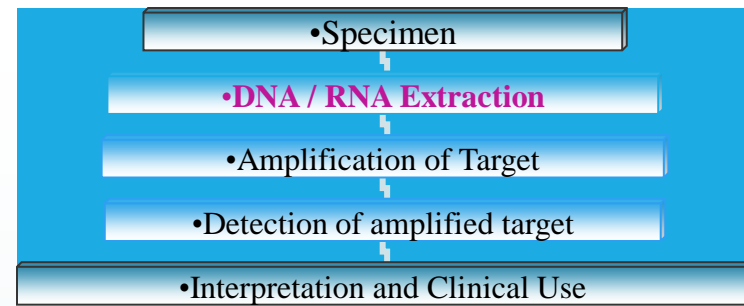 •Specimen
•DNA / RNA Extraction
•Amplification of Target
•Detection of amplified target
•Interpretation and Clinical Use